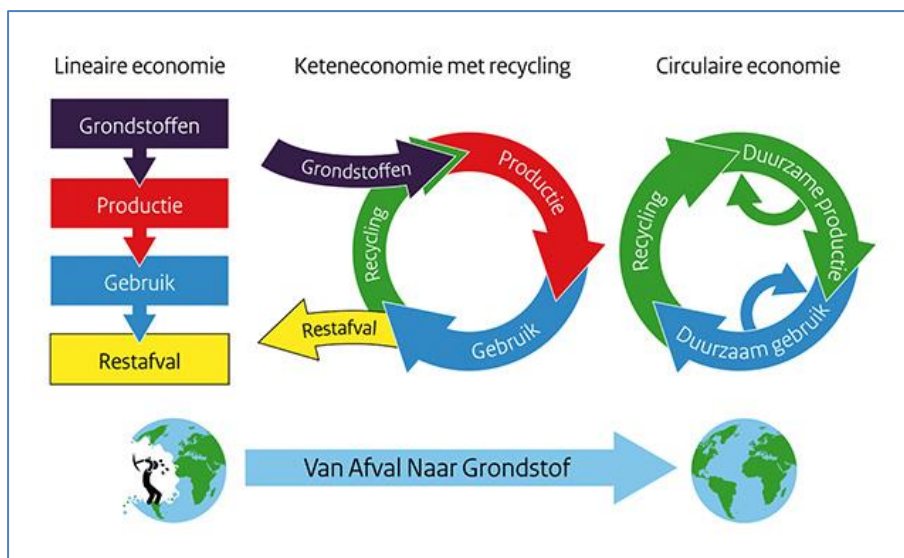 Lineaire economie
Grondstoffen
Productie
Gebruik
Restafval
Keteneconomie met recycling
Grondstoffen
Productie
Gebruik
Recycling
Restafval
Circulaire economie
Duurzame productie
Duurzaam gebruik
Recycling
Van Afval Naar Grondstof